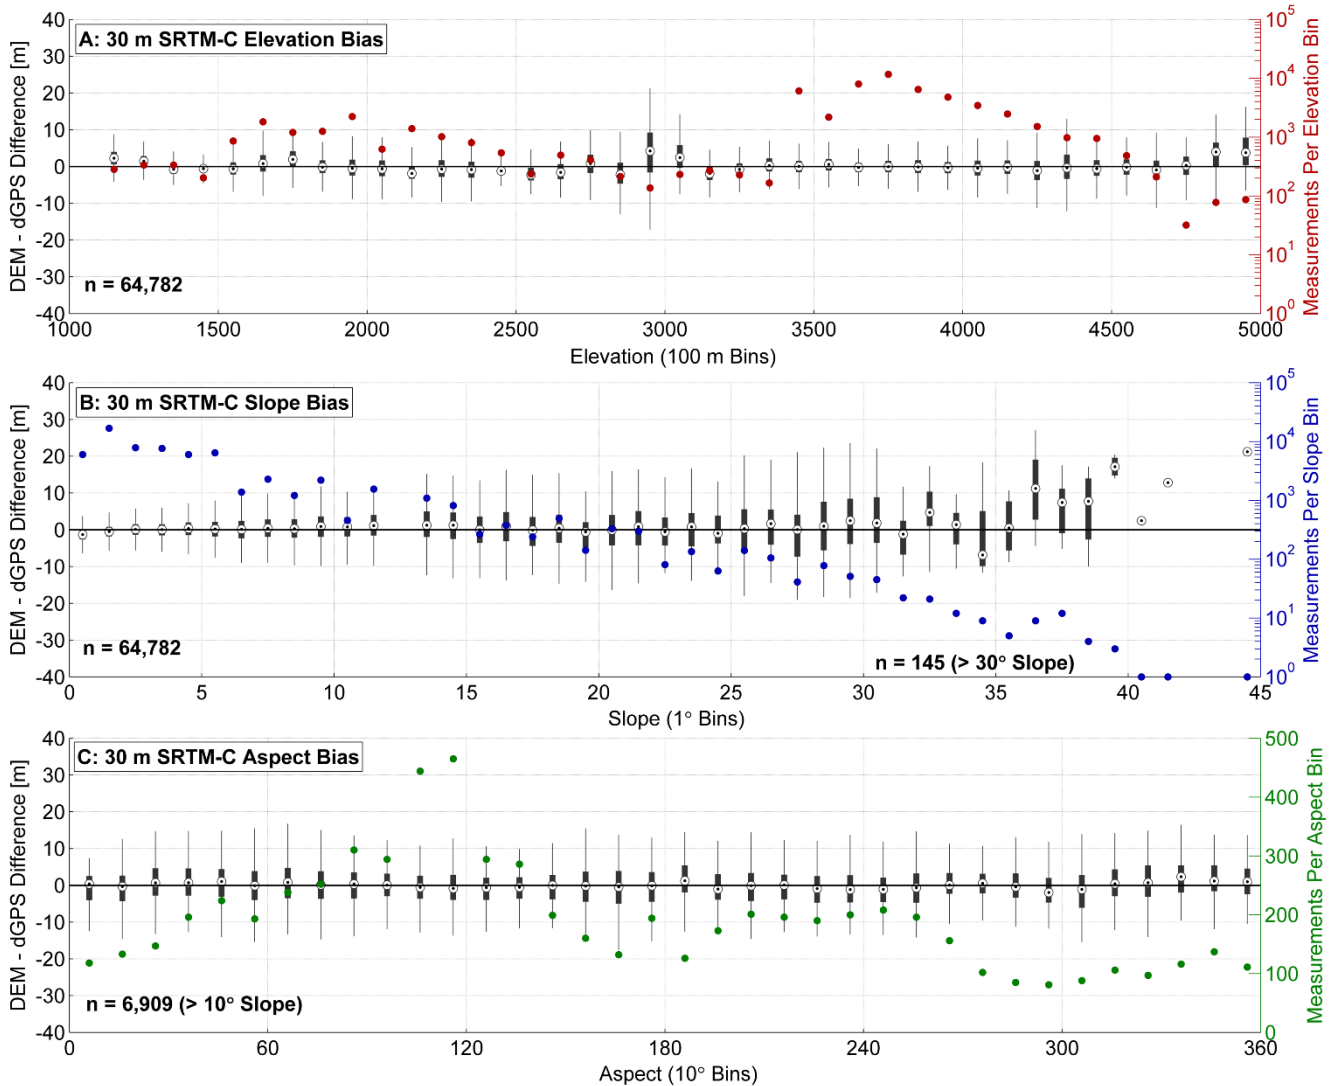 A: 30 m SRTM-C Elevation Bias
DEM - dGPS Difference [m]
40
30
20
10
0
-10
-20
-30
-40
n = 64,782
1000 1500 2000 2500 3000 3500 4000 4500 5000
Elevation (100 m Bins)
10^5
10^4
10^3
10^2
10^1
10^0
Measurements Per Elevation Bin
B: 30 m SRTM-C Slope Bias
DEM - dGPS Difference [m]
40
30
20
10
0
-10
-20
-30
-40
n = 64,782
n = 145 (> 30° Slope)
0 5 10 15 20 25 30 35 40 45
Slope (1° Bins)
10^5
10^4
10^3
10^2
10^1
10^0
Measurements Per Slope Bin
C: 30 m SRTM-C Aspect Bias
DEM - dGPS Difference [m]
40
30
20
10
0
-10
-20
-30
-40
n = 6,909 (> 10° Slope)
0 60 120 180 240 300 360
Aspect (10° Bins)
500
400
300
200
100
0
Measurements Per Aspect Bin